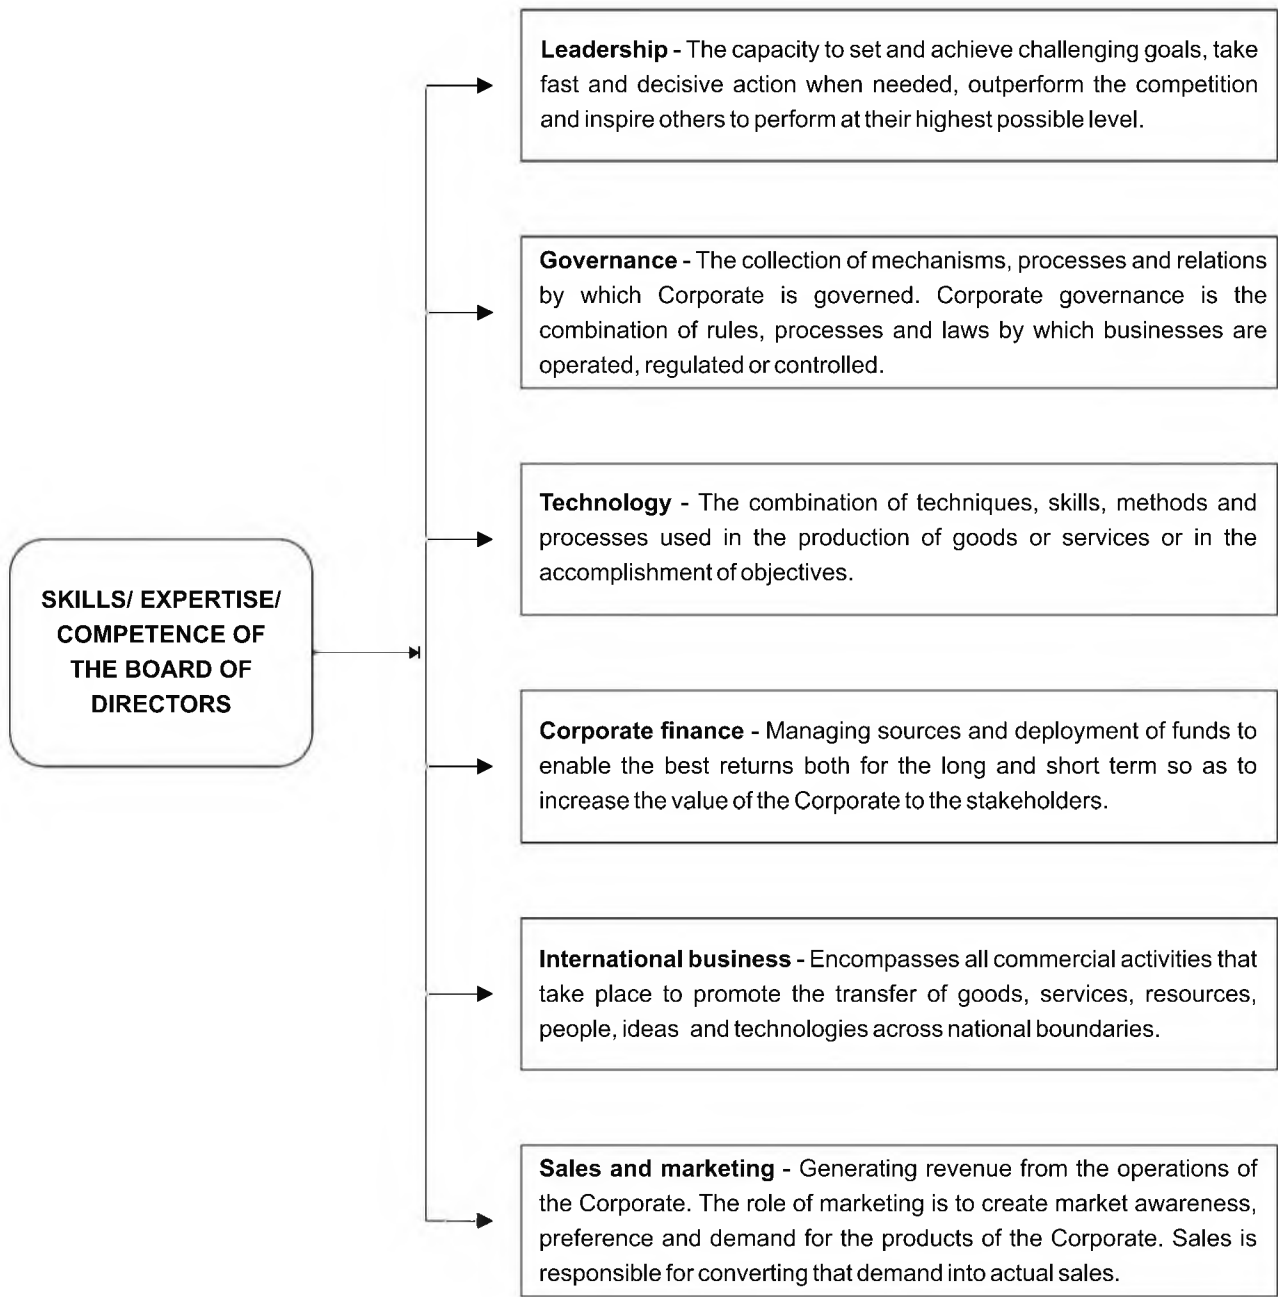 Leadership - The capacity to set and achieve challenging goals, take
fast and decisive action when needed, outperform the competition
and inspire others to perform at their highest possible level.
Governance - The collection of mechanisms, processes and relations
by which Corporate is governed. Corporate governance is the
combination of rules, processes and laws by which businesses are
operated, regulated or controlled.
Technology - The combination of techniques, skills, methods and
processes used in the production of goods or services or in the
accomplishment of objectives.
SKILLS/ EXPERTISE/
COMPETENCE OF
THE BOARD OF
DIRECTORS
Corporate finance - Managing sources and deployment of funds to
enable the best returns both for the long and short term so as to
increase the value of the Corporate to the stakeholders.
International business - Encompasses all commercial activities that
take place to promote the transfer of goods, services, resources,
people, ideas and technologies across national boundaries.
Sales and marketing - Generating revenue from the operations of
the Corporate. The role of marketing is to create market awareness,
preference and demand for the products of the Corporate. Sales is
responsible for converting that demand into actual sales.